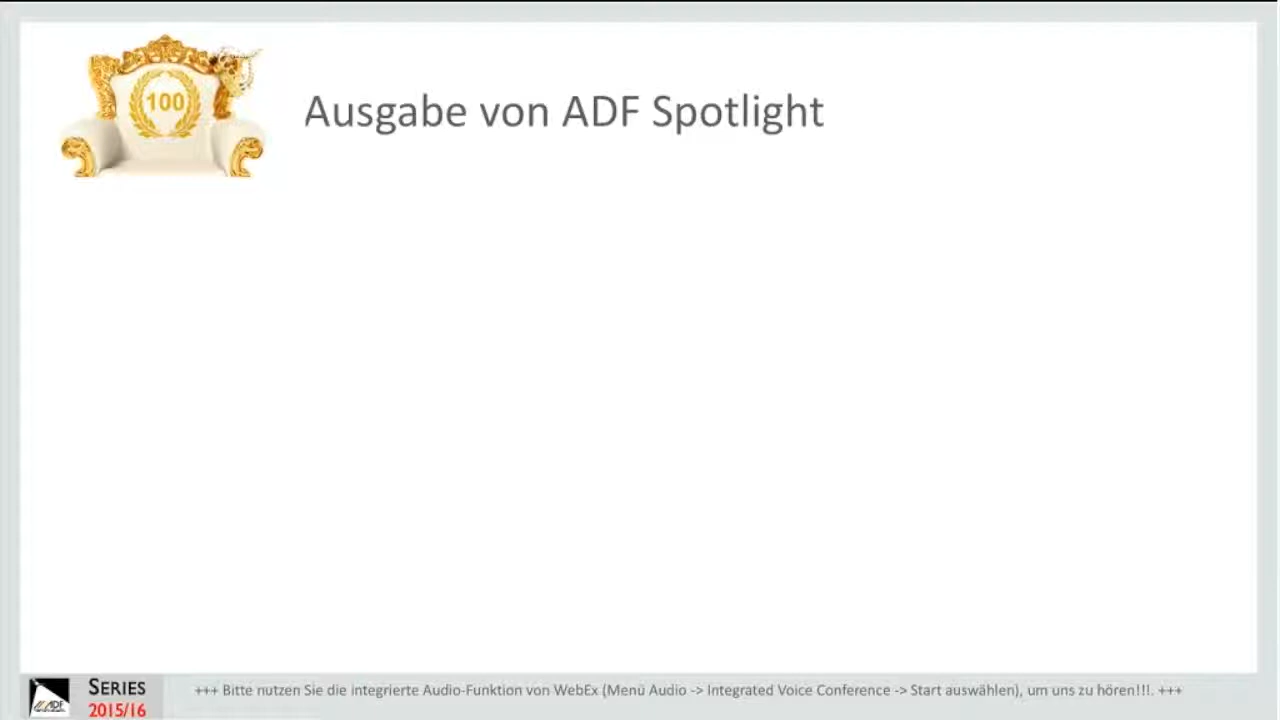 100
Ausgabe von ADF Spotlight
ADF
SERIES
2015/16
+++ Bitte nutzen Sie die integrierte Audio-Funktion von WebEx (Menü Audio -> Integrated Voice Conference -> Start auswählen), um uns zu hören!!!. +++